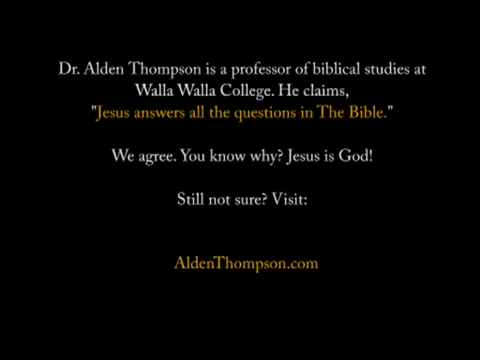 Dr. Alden Thompson is a professor of biblical studies at
Walla Walla College. He claims,
"Jesus answers all the questions in The Bible."
We agree. You know why? Jesus is God!
Still not sure? Visit:
AldenThompson.com